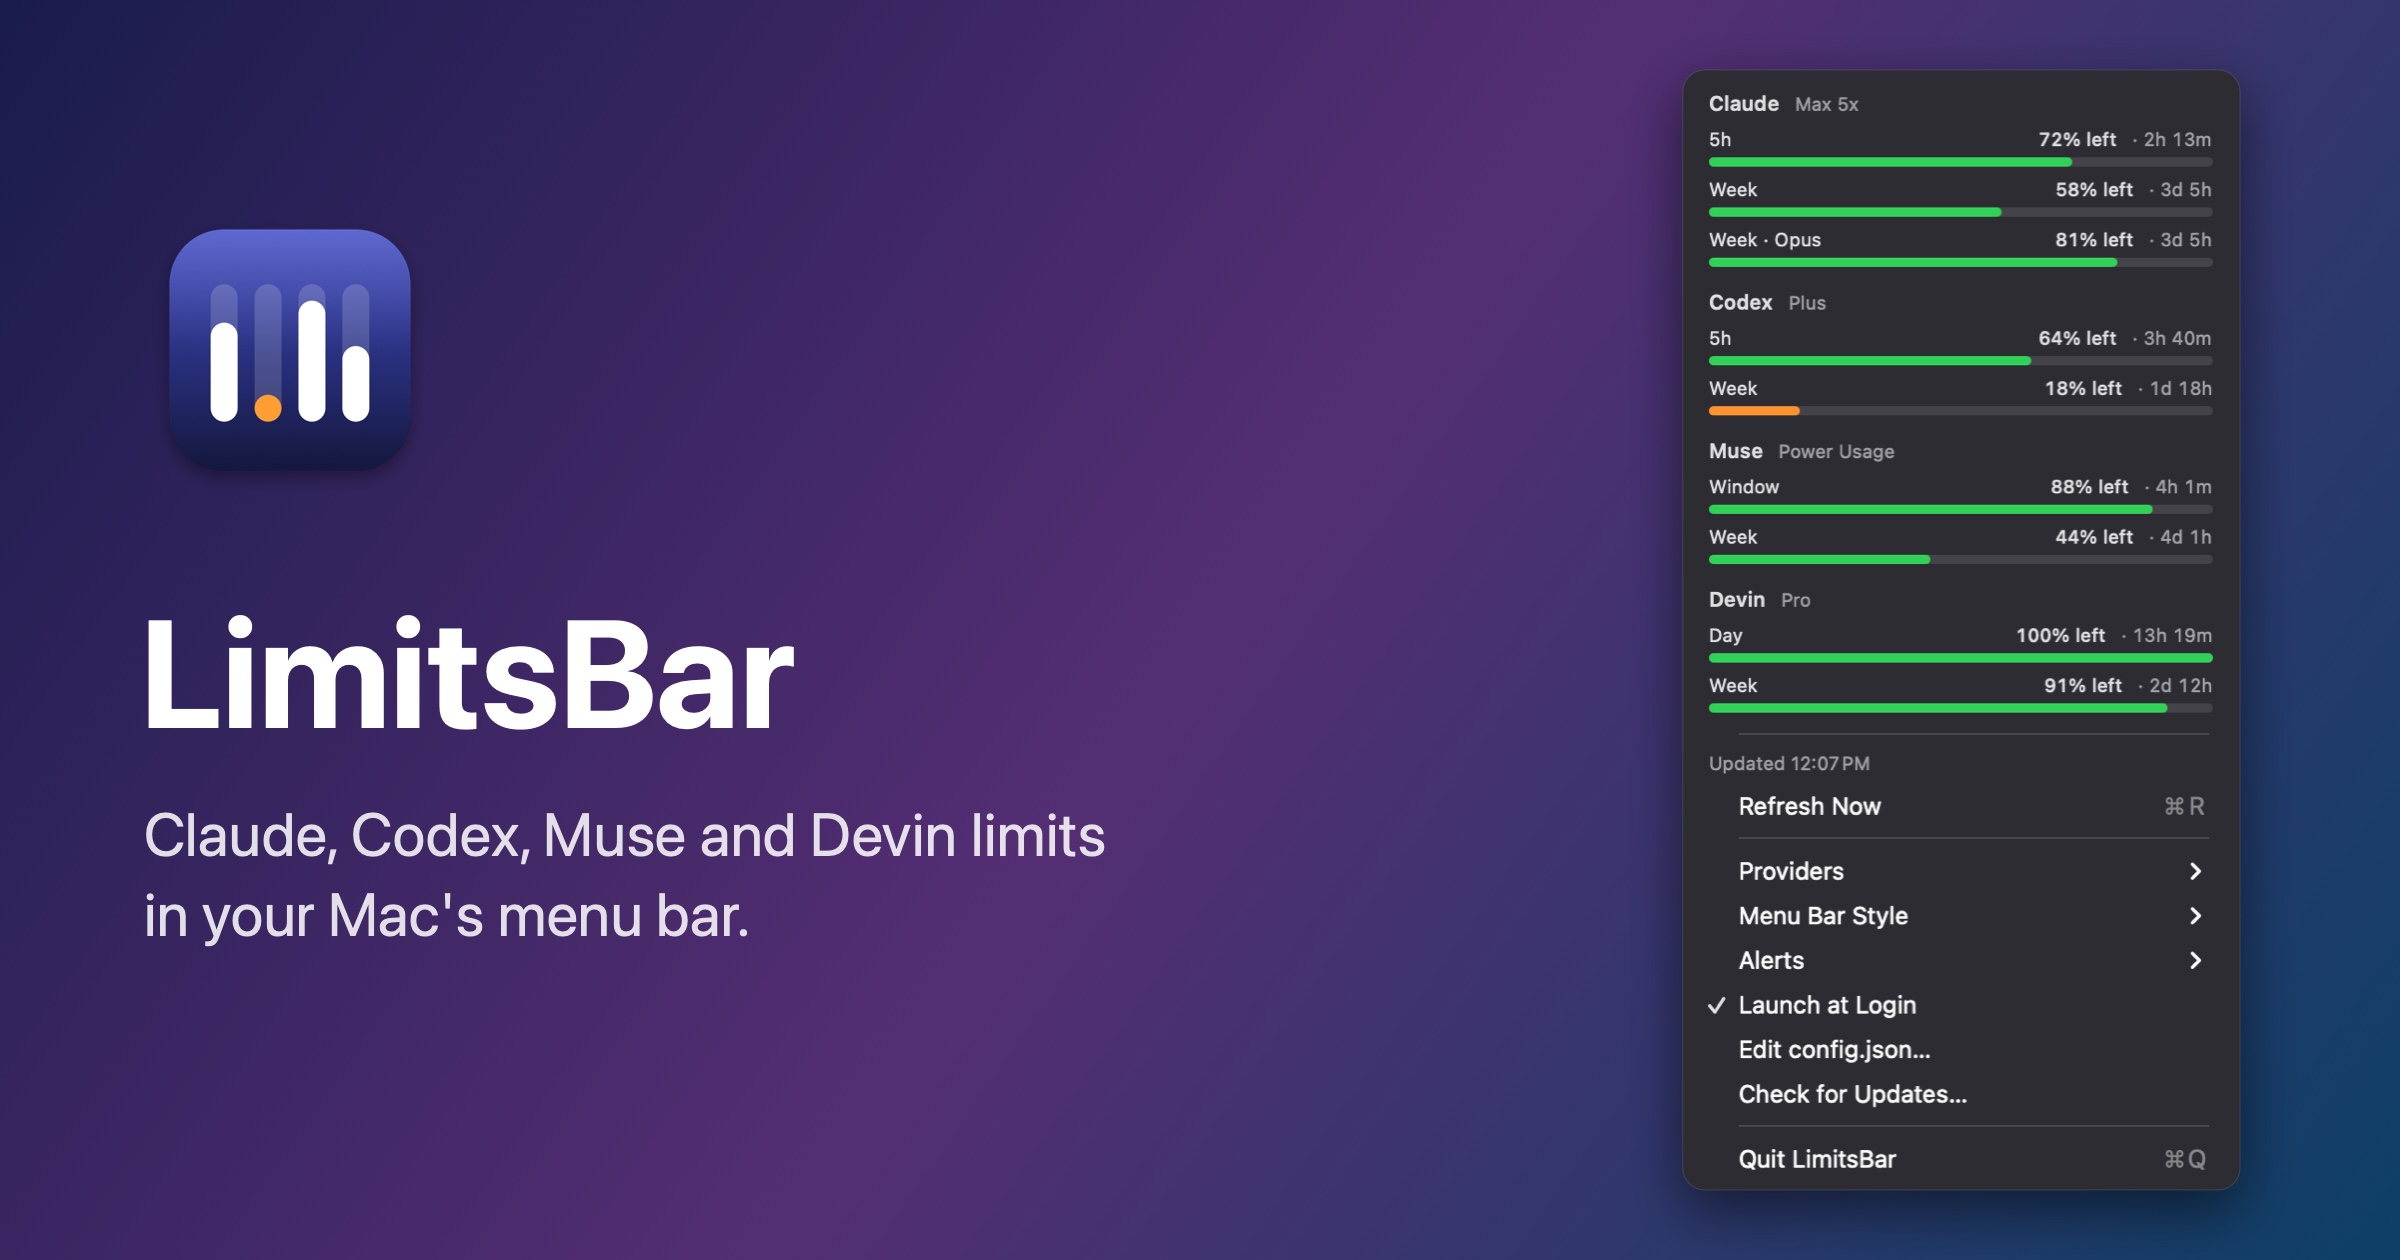 LimitsBar
Claude, Codex, Muse and Devin limits
in your Mac's menu bar.
Claude Max 5x
5h 72% left · 2h 13m
Week 58% left · 3d 5h
Week · Opus 81% left · 3d 5h
Codex Plus
5h 64% left · 3h 40m
Week 18% left · 1d 18h
Muse Power Usage
Window 88% left · 4h 1m
Week 44% left · 4d 1h
Devin Pro
Day 100% left · 13h 19m
Week 91% left · 2d 12h
Updated 12:07 PM
Refresh Now ⌘ R
Providers
Menu Bar Style
Alerts
✓ Launch at Login
Edit config.json...
Check for Updates...
Quit LimitsBar ⌘ Q